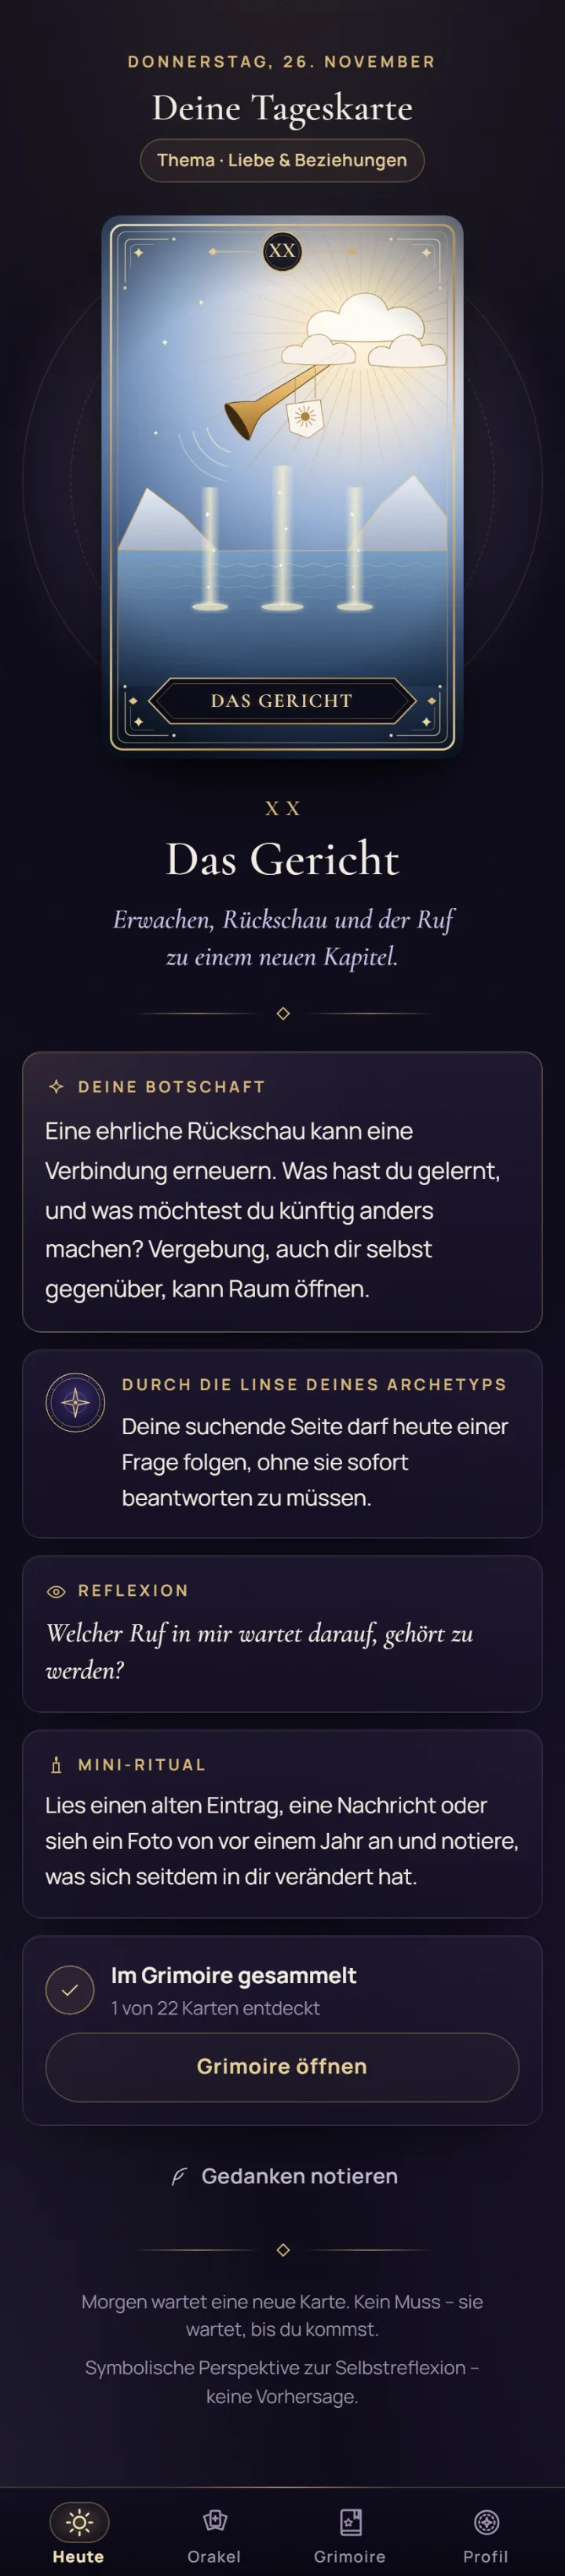 DONNERSTAG, 26. NOVEMBER
Deine Tageskarte
Thema · Liebe & Beziehungen
XX
DAS GERICHT
XX
Das Gericht
Erwachen, Rückschau und der Ruf
zu einem neuen Kapitel.
DEINE BOTSCHAFT
Eine ehrliche Rückschau kann eine
Verbindung erneuern. Was hast du gelernt,
und was möchtest du künftig anders
machen? Vergebung, auch dir selbst
gegenüber, kann Raum öffnen.
DURCH DIE LINSE DEINES ARCHETYPS
Deine suchende Seite darf heute einer
Frage folgen, ohne sie sofort
beantworten zu müssen.
REFLEXION
Welcher Ruf in mir wartet darauf, gehört zu
werden?
MINI-RITUAL
Lies einen alten Eintrag, eine Nachricht oder
sieh ein Foto von vor einem Jahr an und notiere,
was sich seitdem in dir verändert hat.
Im Grimoire gesammelt
1 von 22 Karten entdeckt
Grimoire öffnen
Gedanken notieren
Morgen wartet eine neue Karte. Kein Muss – sie
wartet, bis du kommst.
Symbolische Perspektive zur Selbstreflexion –
keine Vorhersage.
Heute Orakel Grimoire Profil